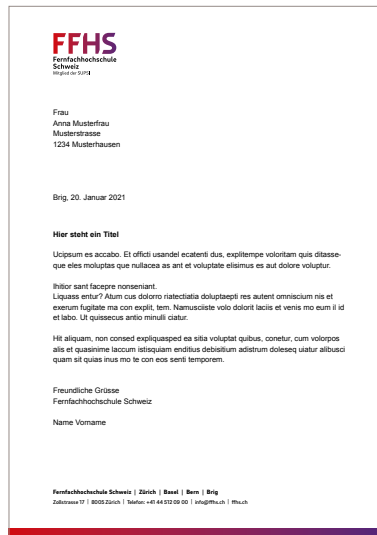 FFHS
Fernfachhochschule
Schweiz
Mitglied der SUPSI
Frau
Anna Musterfrau
Musterstrasse
1234 Musterhausen
Brig, 20. Januar 2021
Hier steht ein Titel
Ucipsum es accabo. Et officti usandel ecatenti dus, explitempe voloritam quis ditasse-
que eles moluptas que nullacea as ant et voluptate elisimus es aut dolore voluptur.
Ihitior sant facepre nonseniant.
Liquass entur? Atum cus dolorro riatectiatia doluptaepti res autent omniscium nis et
exerum fugitate ma con explit, tem. Namusciiste volo dolorit laciis et venis mo eum il id
et labo. Ut quissecus antio minulli ciatur.
Hit aliquam, non consed expliquasped ea sitia voluptat quibus, conetur, cum volorpos
alis et quasinime laccum istisquiam enditius debisitium adistrum doleseq uiatur alibusci
quam sit quias inus mo te con eos senti temporem.
Freundliche Grüsse
Fernfachhochschule Schweiz
Name Vorname
Fernfachhochschule Schweiz | Zürich | Basel | Bern | Brig
Zollstrasse 17 | 8005 Zürich | Telefon: +41 44 512 09 00 | info@ffhs.ch | ffhs.ch